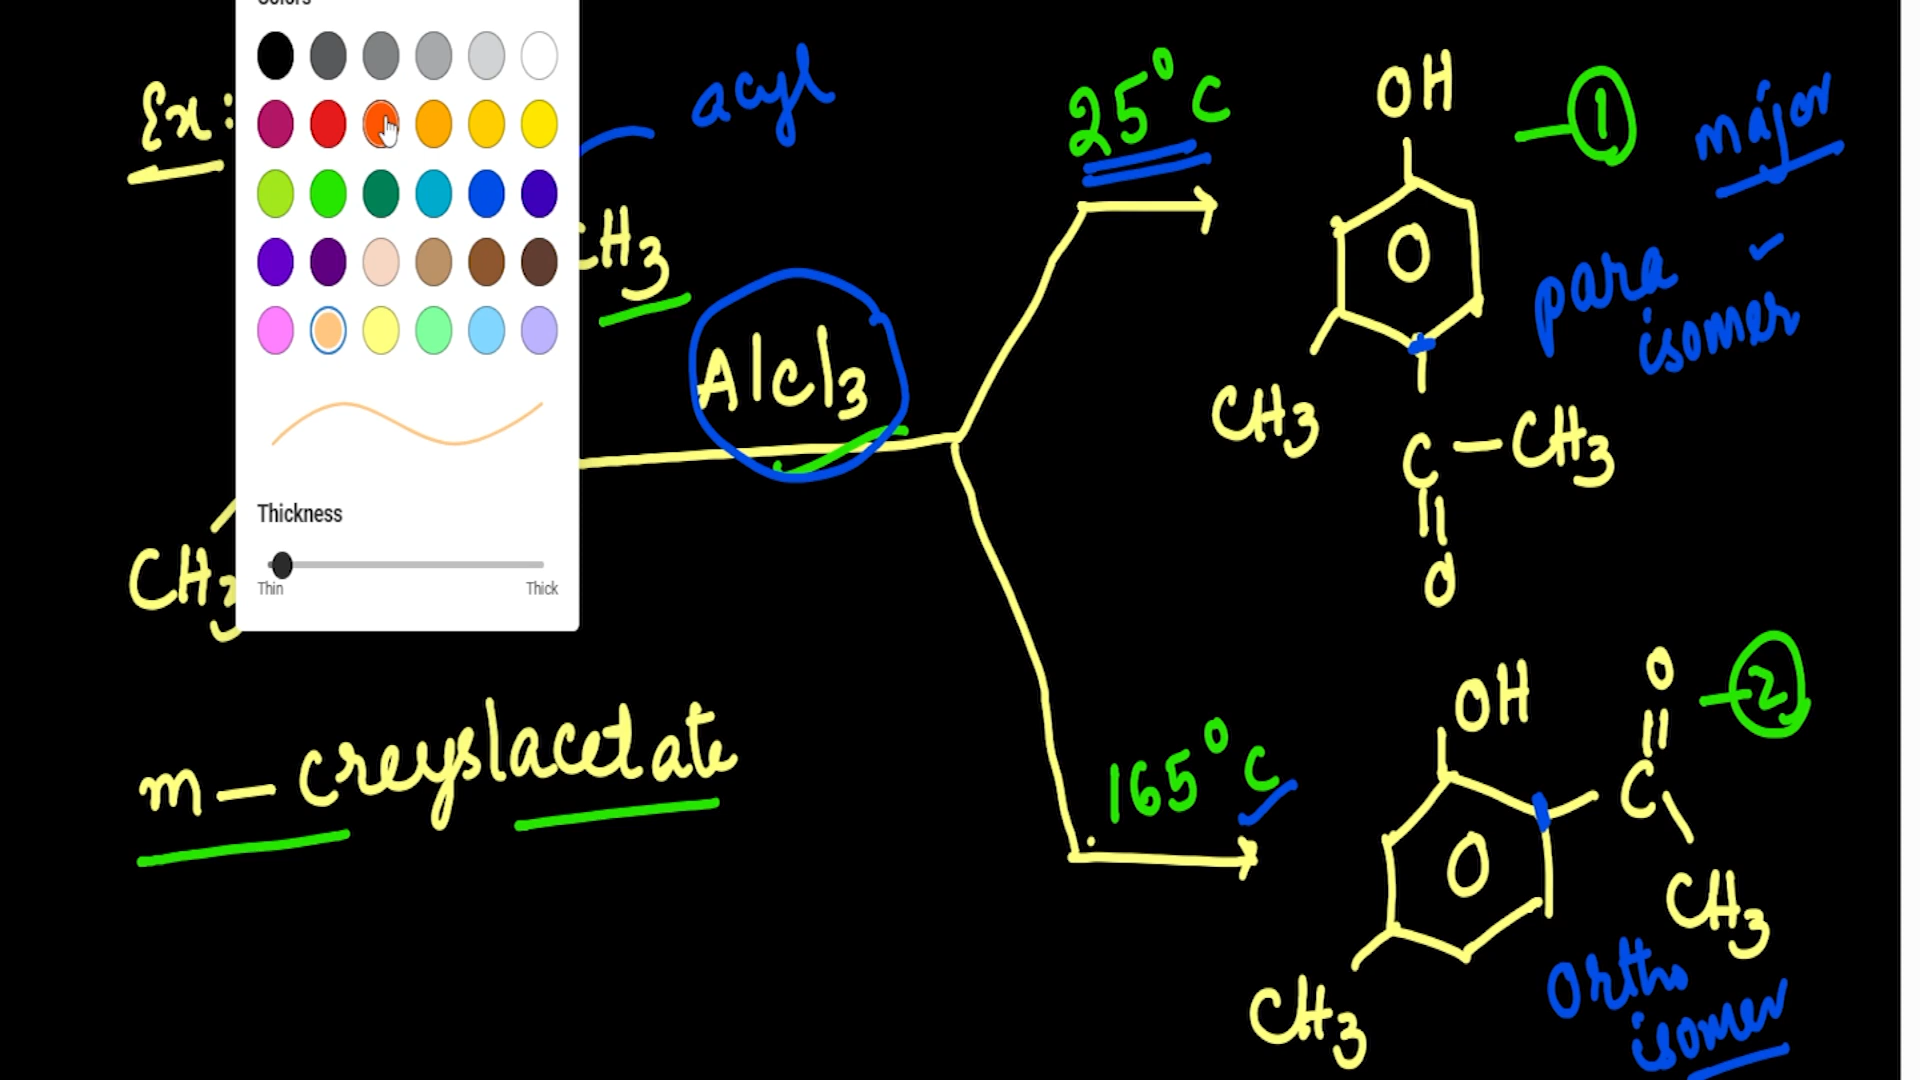 Colors
Ex:
acyl
CH3
AlCl3
25°C
OH
1
major
para
isomer
CH3
C-CH3
O
Thickness
Thin
Thick
CH3
m-creyslacetate
165°C
OH
O
2
C
CH3
CH3
Ortho
isomer